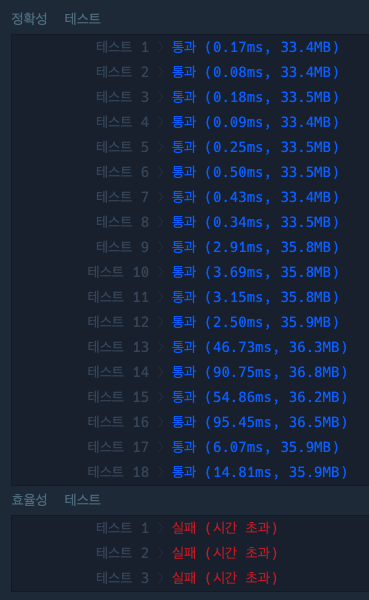 정확성 테스트
테스트 1 〉 통과 (0.17ms, 33.4MB)
테스트 2 〉 통과 (0.08ms, 33.4MB)
테스트 3 〉 통과 (0.18ms, 33.5MB)
테스트 4 〉 통과 (0.09ms, 33.4MB)
테스트 5 〉 통과 (0.25ms, 33.5MB)
테스트 6 〉 통과 (0.50ms, 33.5MB)
테스트 7 〉 통과 (0.43ms, 33.4MB)
테스트 8 〉 통과 (0.34ms, 33.5MB)
테스트 9 〉 통과 (2.91ms, 35.8MB)
테스트 10 〉 통과 (3.69ms, 35.8MB)
테스트 11 〉 통과 (3.15ms, 35.8MB)
테스트 12 〉 통과 (2.50ms, 35.9MB)
테스트 13 〉 통과 (46.73ms, 36.3MB)
테스트 14 〉 통과 (90.75ms, 36.8MB)
테스트 15 〉 통과 (54.86ms, 36.2MB)
테스트 16 〉 통과 (95.45ms, 36.5MB)
테스트 17 〉 통과 (6.07ms, 35.9MB)
테스트 18 〉 통과 (14.81ms, 35.9MB)
효율성 테스트
테스트 1 〉 실패 (시간 초과)
테스트 2 〉 실패 (시간 초과)
테스트 3 〉 실패 (시간 초과)